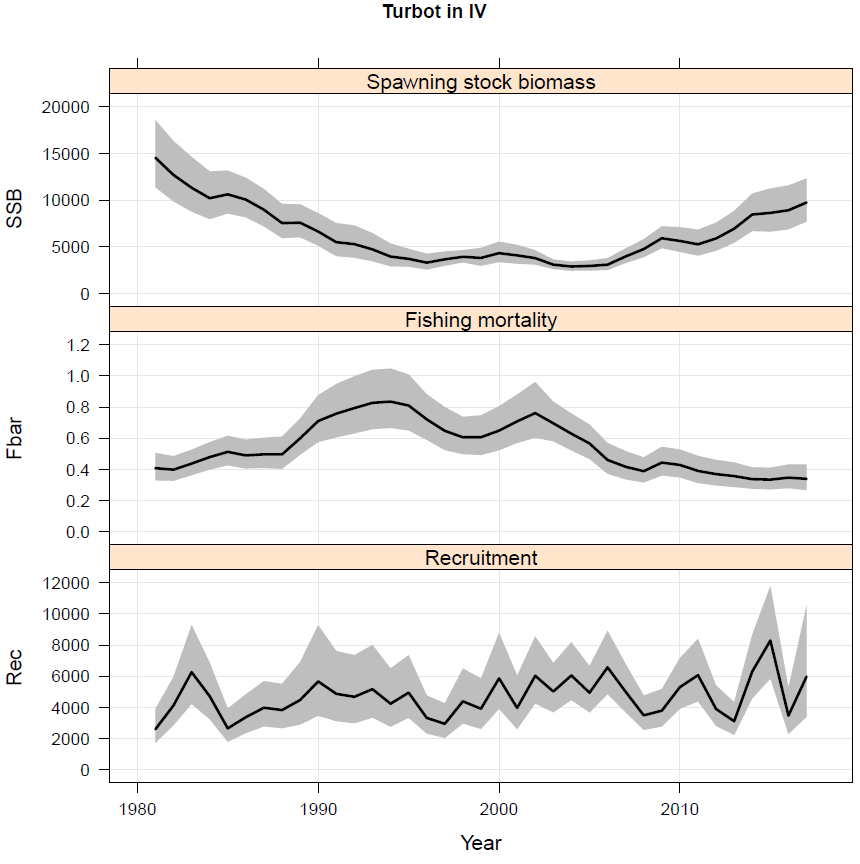 Turbot in IV
Spawning stock biomass
20000
15000
10000
5000
0
SSB
Fishing mortality
1.2
1.0
0.8
0.6
0.4
0.2
0.0
Fbar
Recruitment
12000
10000
8000
6000
4000
2000
0
Rec
1980 1990 2000 2010
Year